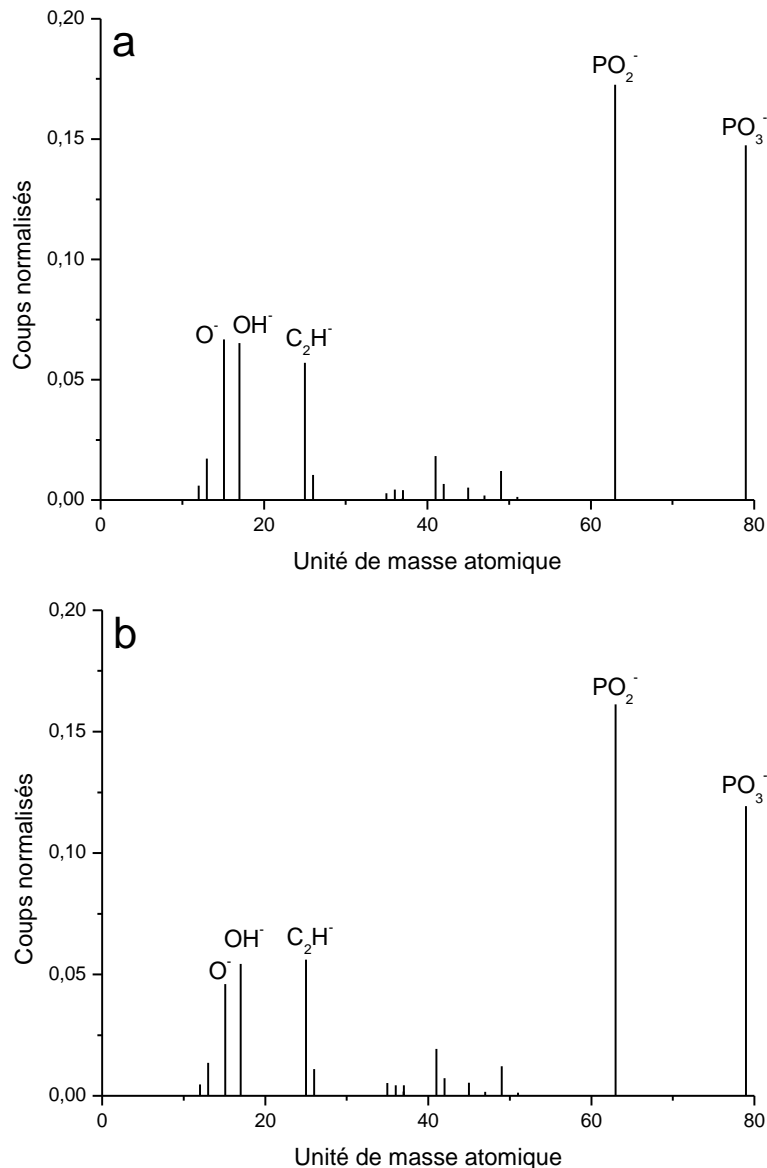 a
0,20
0,15
0,10
0,05
0,00
Coups normalisés
PO2-
PO3-
O-
OH-
C2H-
0
20
40
60
80
Unité de masse atomique
b
0,20
0,15
0,10
0,05
0,00
Coups normalisés
PO2-
PO3-
OH-
O-
C2H-
0
20
40
60
80
Unité de masse atomique